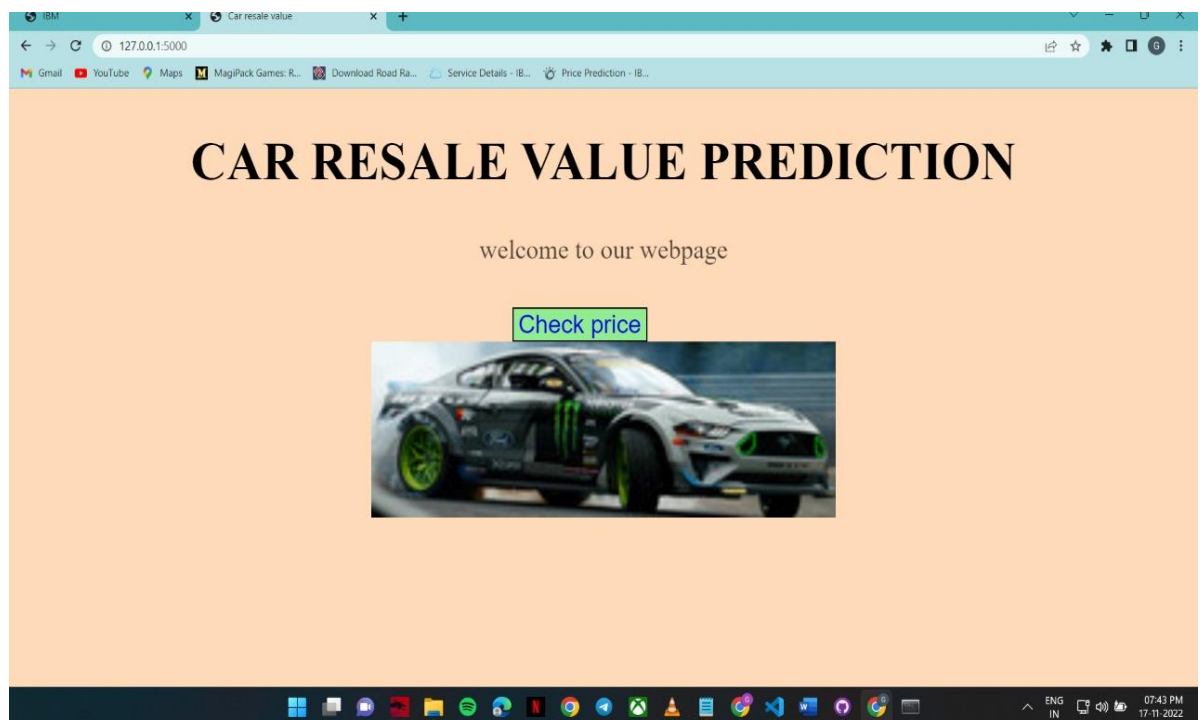 IBM
Car resale value
127.0.0.1:5000
G
Gmail YouTube Maps M MagiPack Games: R... Download Road Ra... Service Details - IB... Price Prediction - IB...
CAR RESALE VALUE PREDICTION
welcome to our webpage
Check price
Ford
ENG 07:43 PM
IN 17-11-2022